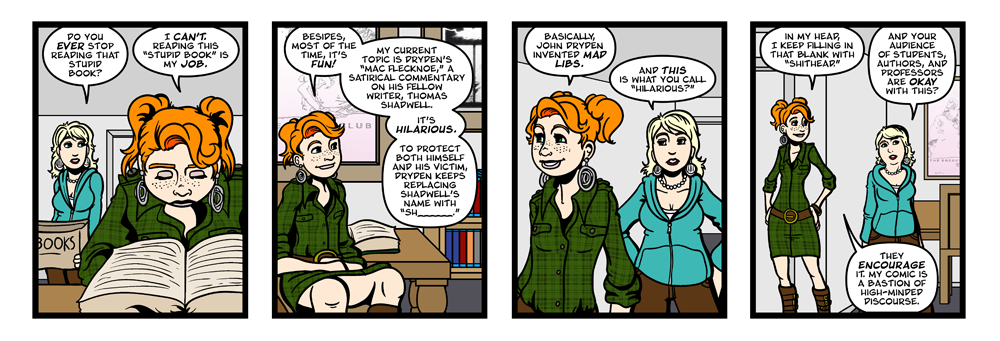 DO YOU
EVER STOP
READING THAT
STUPID
BOOK?
I CAN'T.
READING THIS
"STUPID BOOK" IS
MY JOB.
BOOKS
BESIDES,
MOST OF THE
TIME, IT'S
FUN!
MY CURRENT
TOPIC IS DRYDEN'S
"MAC FLECKNOE," A
SATIRICAL COMMENTARY
ON HIS FELLOW
WRITER, THOMAS
SHADWELL.
IT'S
HILARIOUS.
TO PROTECT
BOTH HIMSELF
AND HIS VICTIM,
DRYDEN KEEPS
REPLACING
SHADWELL'S
NAME WITH
"SH______."
CLUB
BASICALLY,
JOHN DRYDEN
INVENTED MAD
LIBS.
AND THIS
IS WHAT YOU CALL
"HILARIOUS?"
IN MY HEAD,
I KEEP FILLING IN
THAT BLANK WITH
"SHITHEAD"
AND YOUR
AUDIENCE
OF STUDENTS,
AUTHORS, AND
PROFESSORS
ARE OKAY
WITH THIS?
THEY
ENCOURAGE
IT. MY COMIC IS
A BASTION OF
HIGH-MINDED
DISCOURSE.